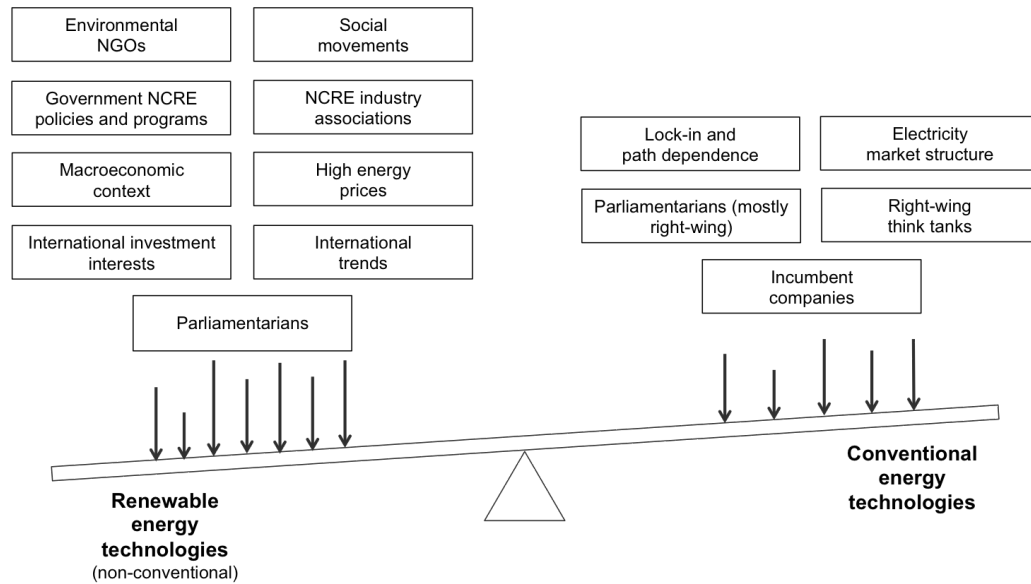 Environmental
NGOs
Social
movements
Government NCRE
policies and programs
NCRE industry
associations
Macroeconomic
context
High energy
prices
International investment
interests
International
trends
Parliamentarians
Lock-in and
path dependence
Electricity
market structure
Parliamentarians (mostly
right-wing)
Right-wing
think tanks
Incumbent
companies
Renewable
energy
technologies
(non-conventional)
Conventional
energy
technologies